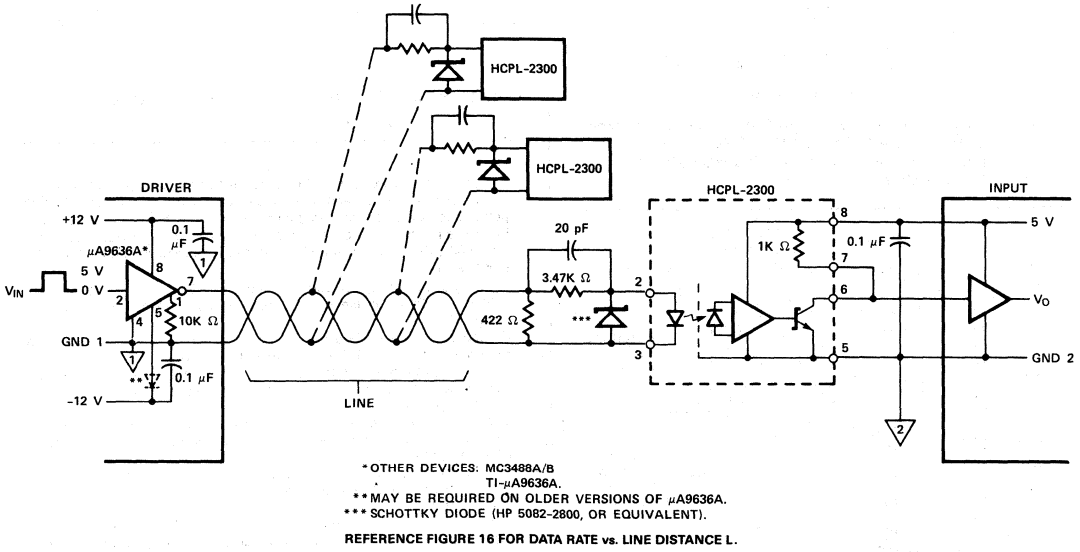 HCPL-2300
HCPL-2300
DRIVER
HCPL-2300
INPUT
+12 V
0.1
μF
1
μA9636A*
8
5 V
VIN
0 V
2
7
1
5
4
10K Ω
GND 1
1
**
0.1 μF
-12 V
LINE
20 pF
3.47K Ω
422 Ω
***
2
3
8
1K Ω
7
6
5
0.1 μF
2
5 V
VO
GND 2
*OTHER DEVICES: MC3488A/B
TI-μA9636A.
**MAY BE REQUIRED ON OLDER VERSIONS OF μA9636A.
***SCHOTTKY DIODE (HP 5082-2800, OR EQUIVALENT).
REFERENCE FIGURE 16 FOR DATA RATE vs. LINE DISTANCE L.